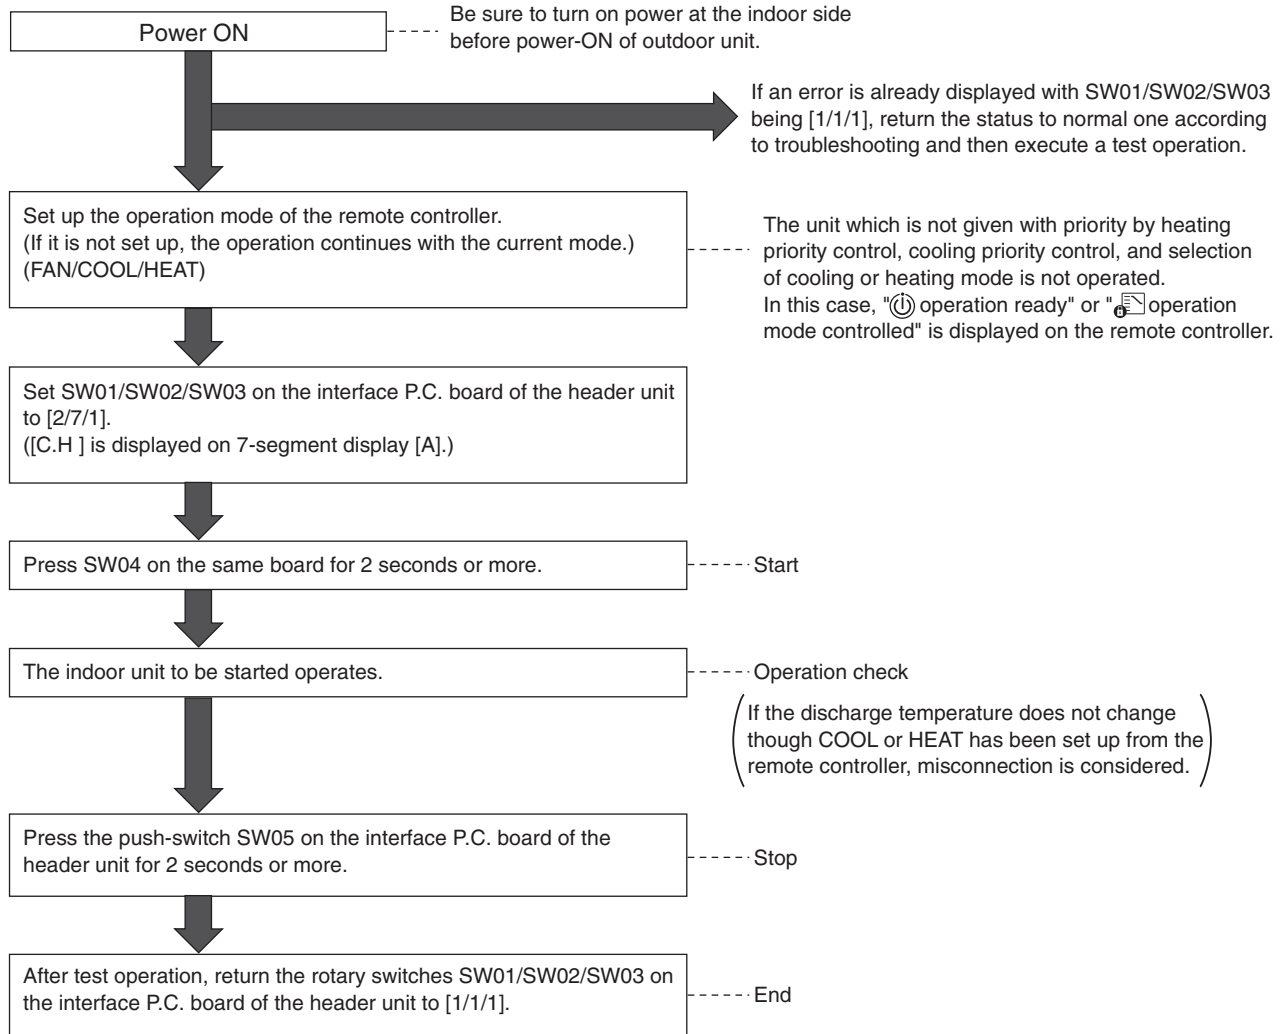 Power ON
Be sure to turn on power at the indoor side
before power-ON of outdoor unit.
If an error is already displayed with SW01/SW02/SW03
being [1/1/1], return the status to normal one according
to troubleshooting and then execute a test operation.
Set up the operation mode of the remote controller.
(If it is not set up, the operation continues with the current mode.)
(FAN/COOL/HEAT)
The unit which is not given with priority by heating
priority control, cooling priority control, and selection
of cooling or heating mode is not operated.
In this case, " operation ready" or " operation
mode controlled" is displayed on the remote controller.
Set SW01/SW02/SW03 on the interface P.C. board of the header unit
to [2/7/1].
([C.H ] is displayed on 7-segment display [A].)
Press SW04 on the same board for 2 seconds or more.
Start
The indoor unit to be started operates.
Operation check
If the discharge temperature does not change
though COOL or HEAT has been set up from the
remote controller, misconnection is considered.
Press the push-switch SW05 on the interface P.C. board of the
header unit for 2 seconds or more.
Stop
After test operation, return the rotary switches SW01/SW02/SW03 on
the interface P.C. board of the header unit to [1/1/1].
End